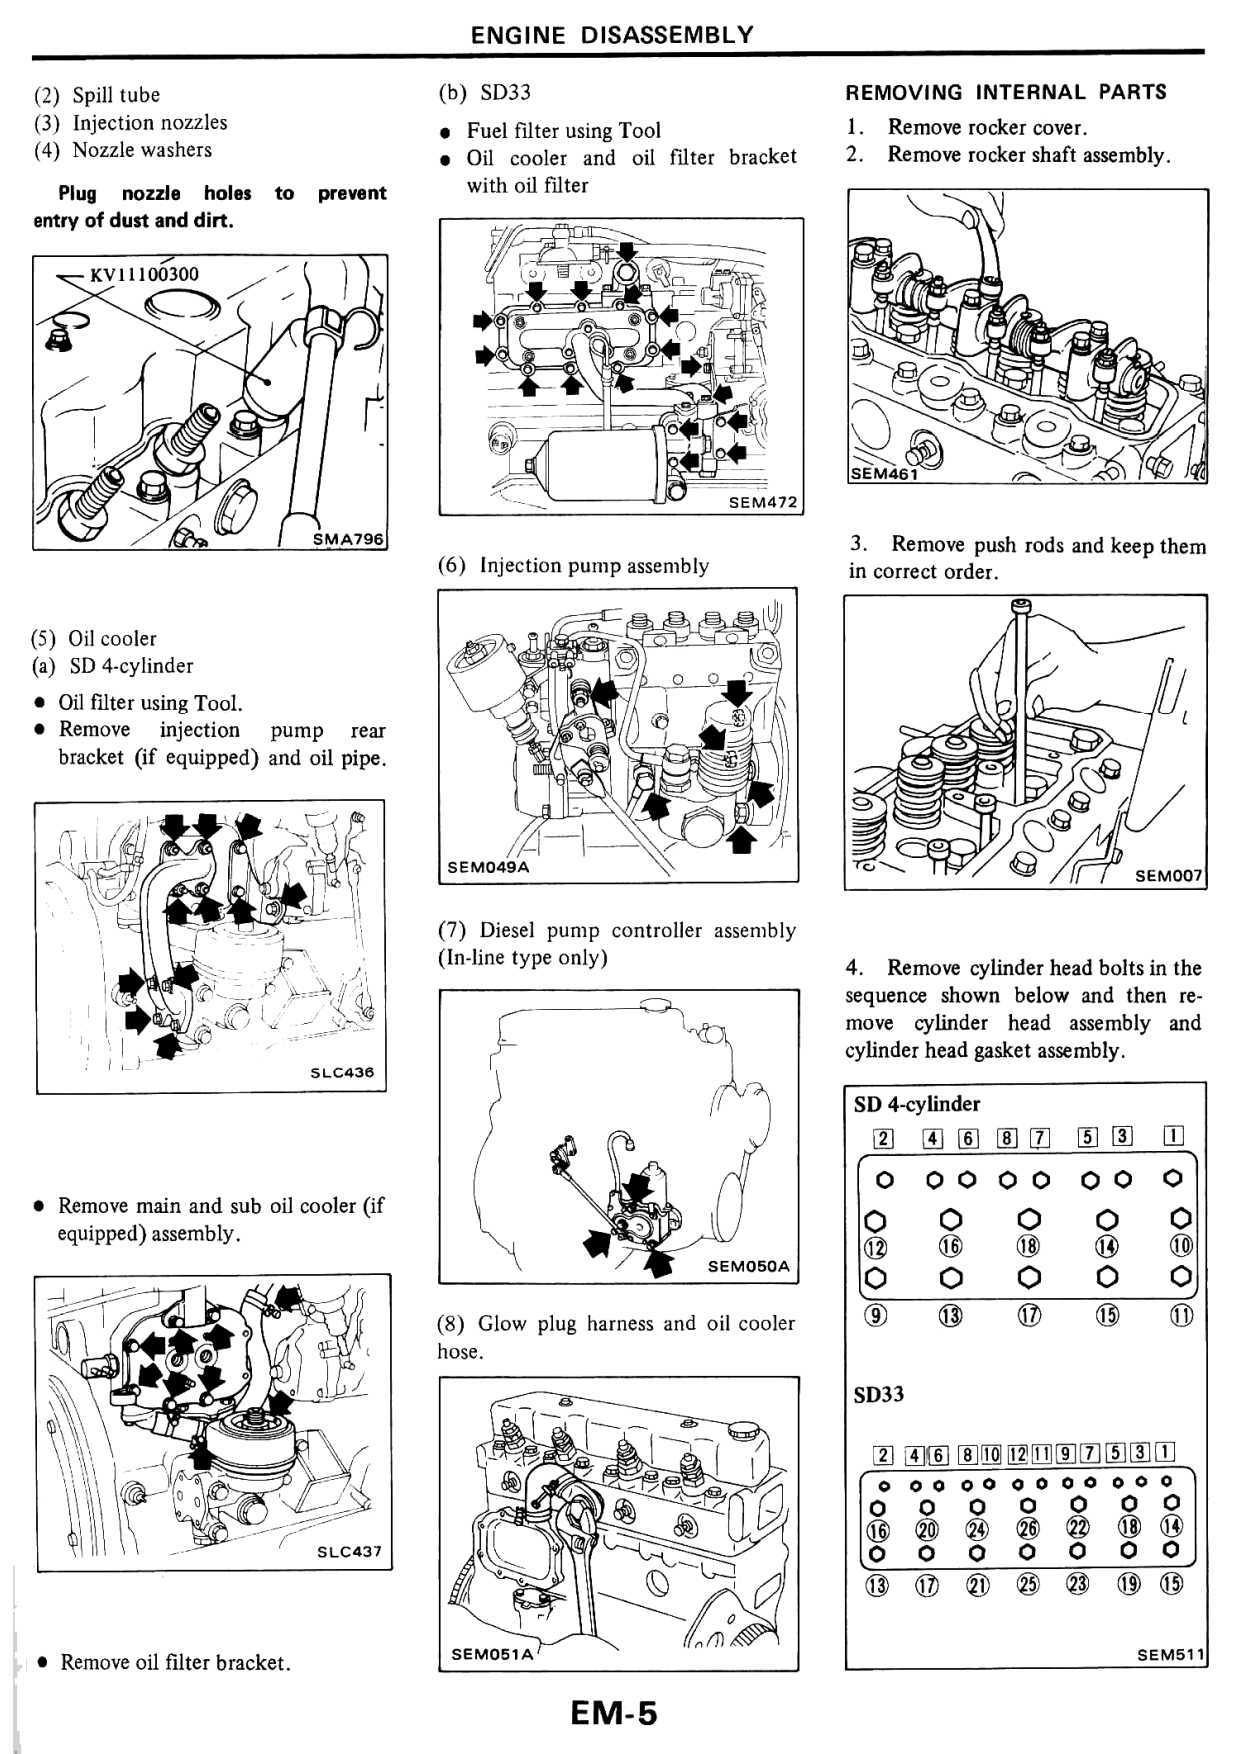 ENGINE DISASSEMBLY
(2) Spill tube
(3) Injection nozzles
(4) Nozzle washers
Plug nozzle holes to prevent
entry of dust and dirt.
KV11100300
SMA796
(5) Oil cooler
(a) SD 4-cylinder
● Oil filter using Tool.
● Remove injection pump rear
bracket (if equipped) and oil pipe.
SLC436
● Remove main and sub oil cooler (if
equipped) assembly.
SLC437
● Remove oil filter bracket.
(b) SD33
● Fuel filter using Tool
● Oil cooler and oil filter bracket
with oil filter
SEM472
(6) Injection pump assembly
SEM049A
(7) Diesel pump controller assembly
(In-line type only)
SEM050A
(8) Glow plug harness and oil cooler
hose.
SEM051A
REMOVING INTERNAL PARTS
1. Remove rocker cover.
2. Remove rocker shaft assembly.
SEM461
3. Remove push rods and keep them
in correct order.
SEM007
4. Remove cylinder head bolts in the
sequence shown below and then re-
move cylinder head assembly and
cylinder head gasket assembly.
SD 4-cylinder
2 4 6 8 7 5 3 1
⑫ ⑯ ⑱ ⑭ ⑩
⑨ ⑬ ⑰ ⑮ ⑪
SD33
2 4 6 8 10 12 11 9 7 5 3 1
⑯ ⑳ ㉔ ㉖ ㉒ ⑱ ⑭
⑬ ⑰ ㉑ ㉕ ㉓ ⑲ ⑮
SEM511
EM-5